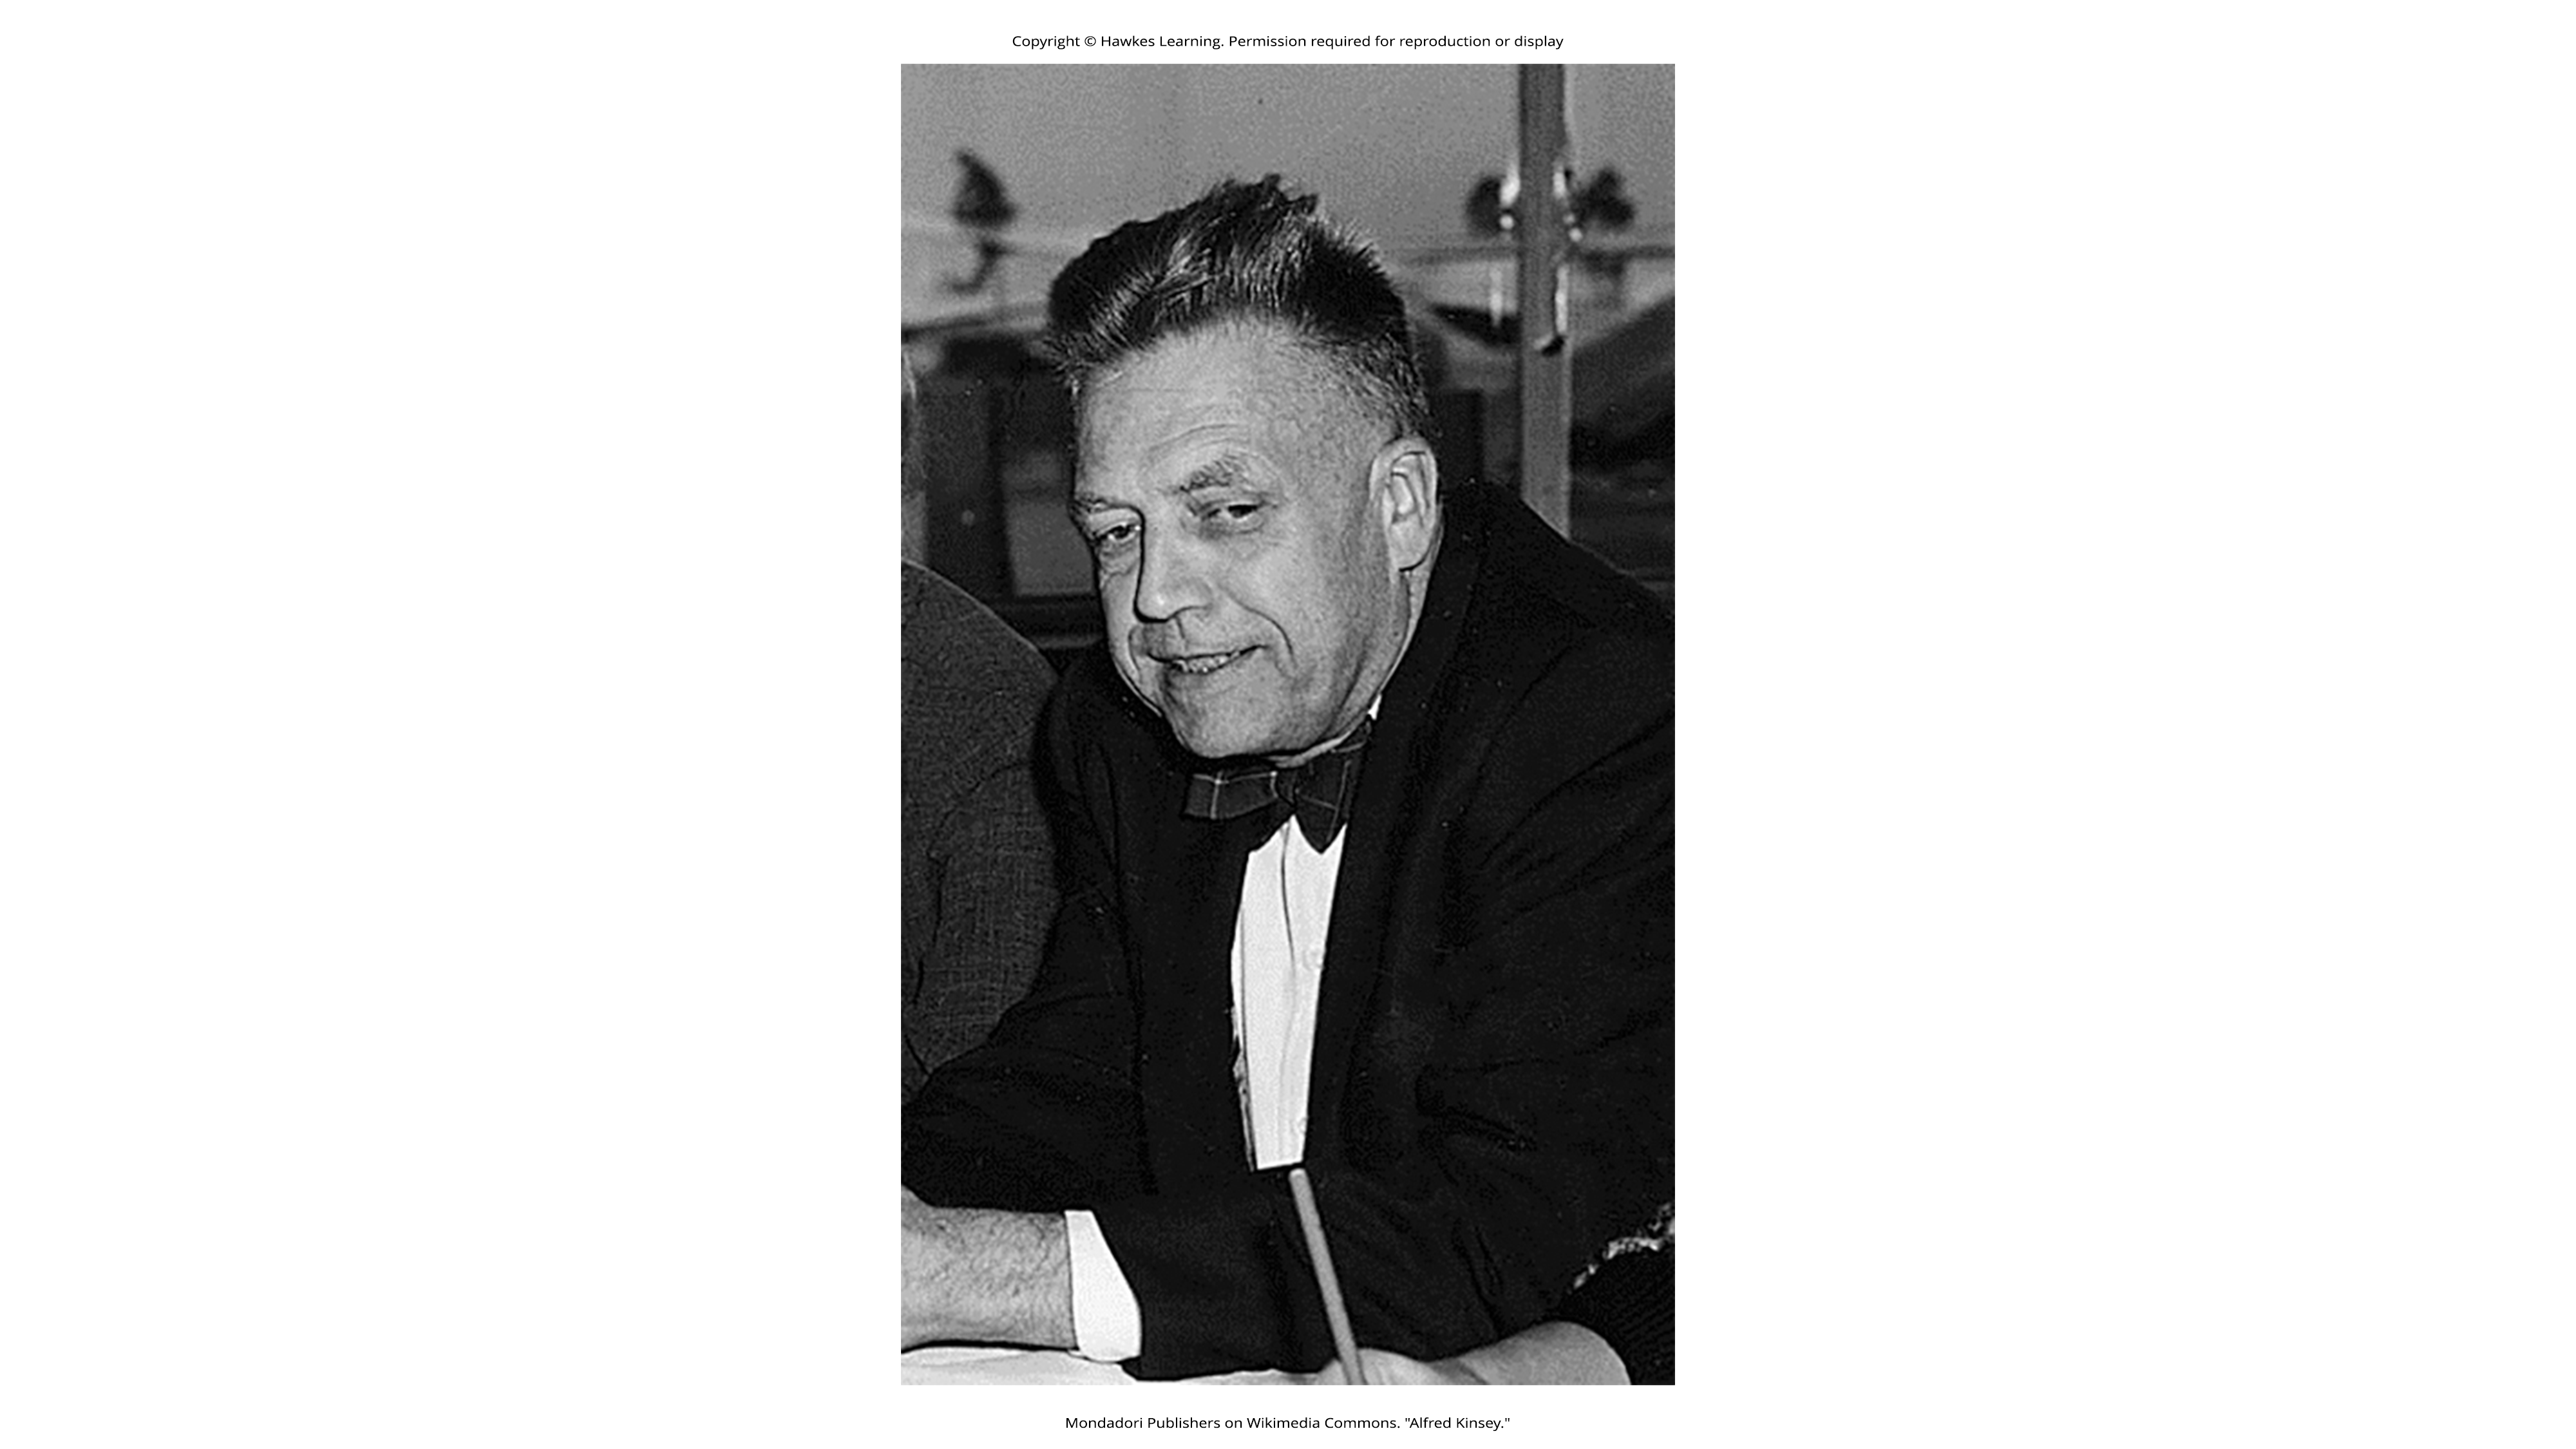 Copyright © Hawkes Learning. Permission required for reproduction or display
Mondadori Publishers on Wikimedia Commons. "Alfred Kinsey."